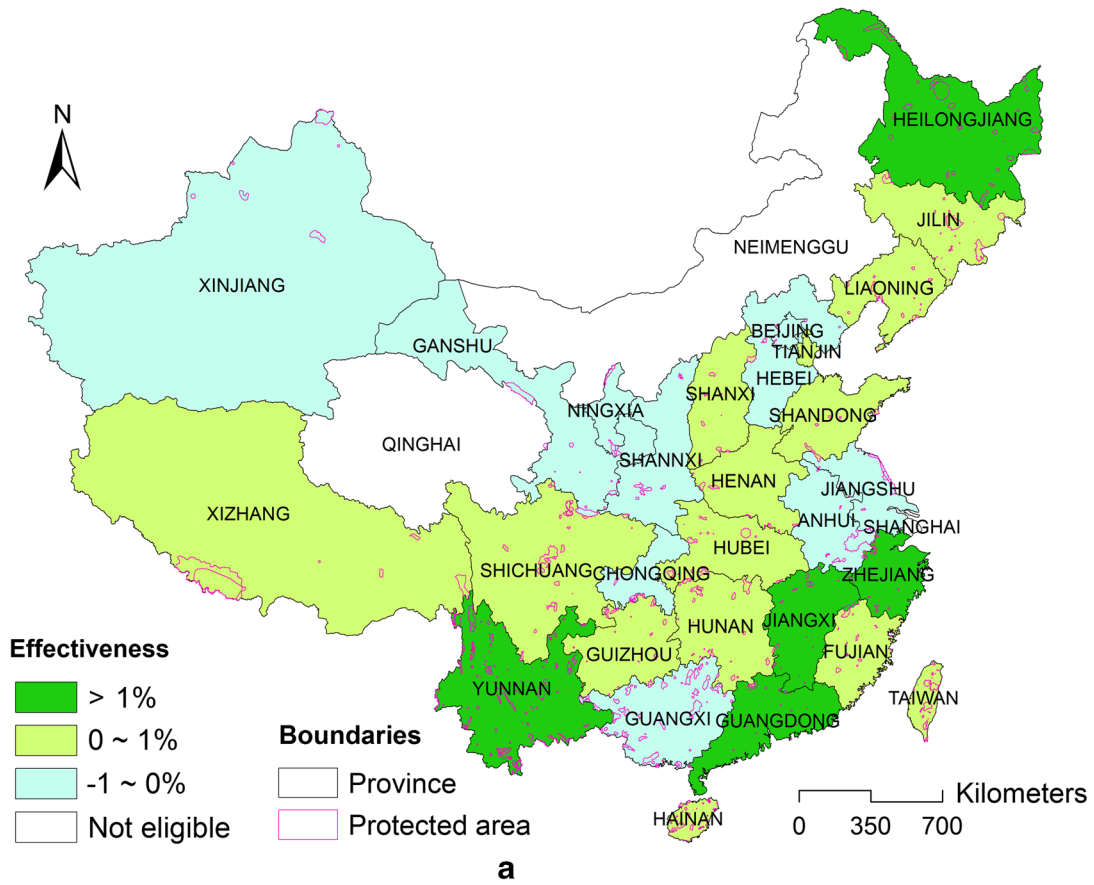 N
HEILONGJIANG
JILIN
NEIMENGGU
LIAONING
XINJIANG
BEIJING
GANSHU
TIANJIN
HEBEI
SHANXI
NINGXIA
SHANDONG
QINGHAI
SHANNXI
HENAN
JIANGSHU
XIZHANG
ANHUI
SHANGHAI
HUBEI
SHICHUANG
CHONGQING
ZHEJIANG
JIANGXI
HUNAN
Effectiveness
GUIZHOU
FUJIAN
> 1%
YUNNAN
TAIWAN
GUANGXI
GUANGDONG
0 ~ 1%
Boundaries
-1 ~ 0%
Province
Kilometers
HAINAN
Not eligible
Protected area
0 350 700
a